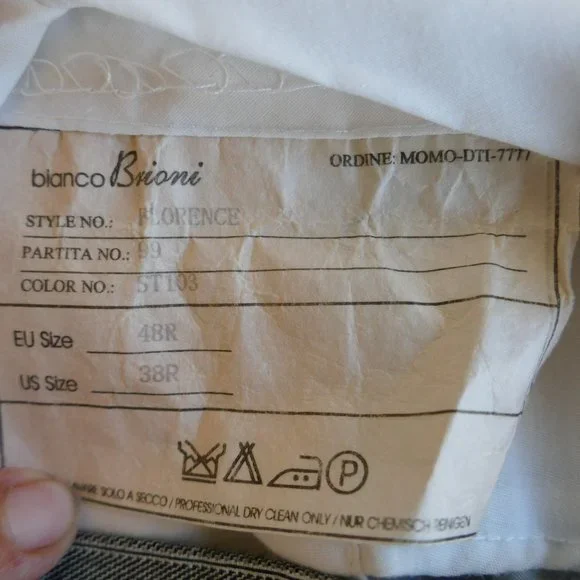 bianco Brioni
ORDINE: MOMO-DTI-7777
STYLE NO.: FLORENCE
PARTITA NO.: 99
COLOR NO.: ST103
EU Size 48R
US Size 38R
P
SOLO A SECCO / PROFESSIONAL DRY CLEAN ONLY / NUR CHEMISCH REINIGEN